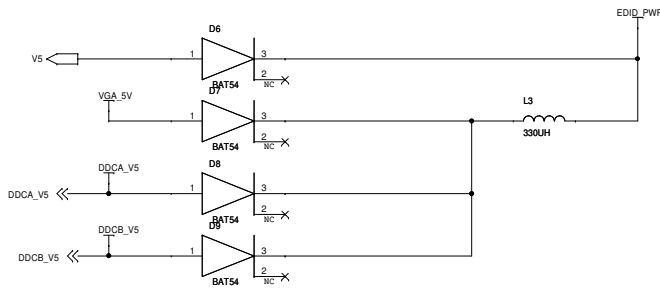 EDID_PWR
D6
V5
1
3
2
NC
BAT54
D7
VGA_5V
1
3
2
NC
BAT54
L3
330UH
D8
DDCA_V5
DDCA_V5
1
3
2
NC
BAT54
D9
DDCB_V5
DDCB_V5
1
3
2
NC
BAT54